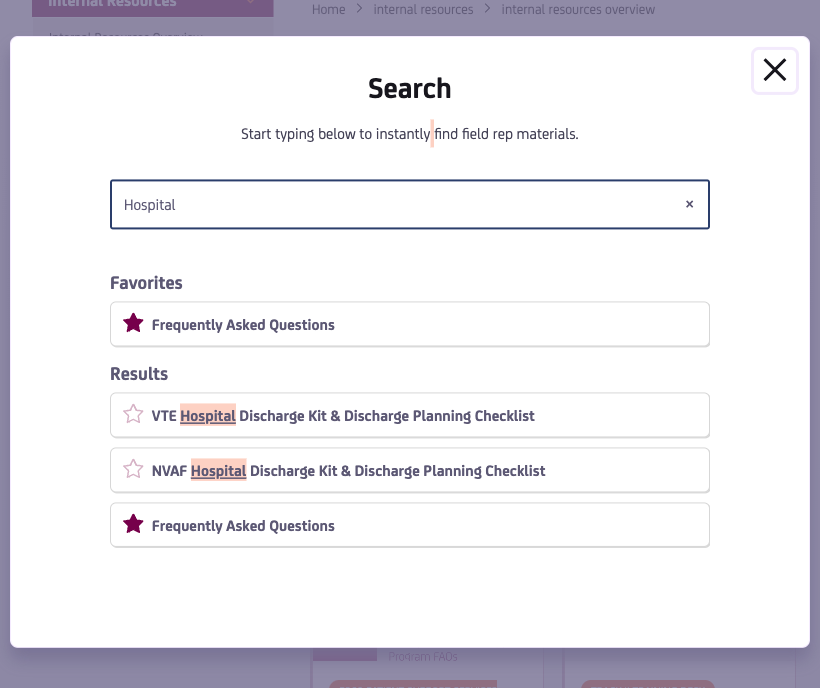 Internal Resources
Home > internal resources > internal resources overview
Internal Resources Overview
Search
Start typing below to instantly find field rep materials.
Hospital
×
Favorites
Frequently Asked Questions
Results
VTE Hospital Discharge Kit & Discharge Planning Checklist
NVAF Hospital Discharge Kit & Discharge Planning Checklist
Frequently Asked Questions
Program FAQs